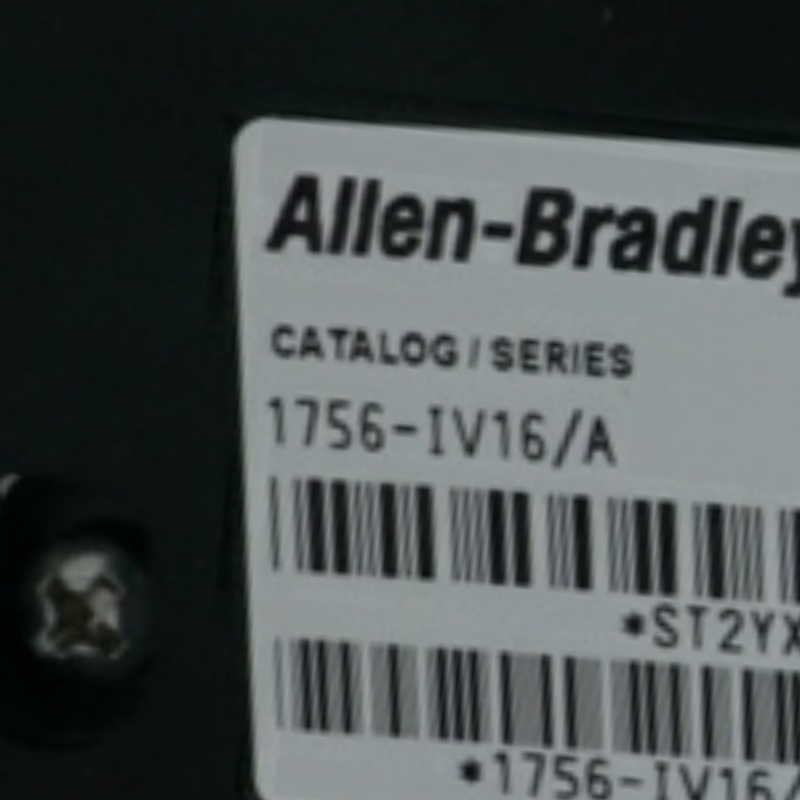 Allen-Bradley
CATALOG / SERIES
1756-IV16/A
*ST2YX
*1756-IV16/